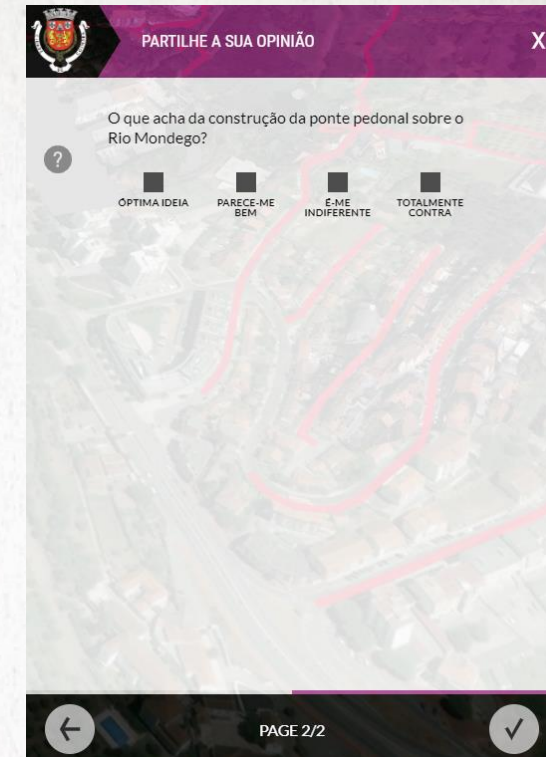 PARTILHE A SUA OPINIÃO
X
O que acha da construção da ponte pedonal sobre o
Rio Mondego?
?
ÓPTIMA IDEIA
PARECE-ME
BEM
É-ME
INDIFERENTE
TOTALMENTE
CONTRA
PAGE 2/2